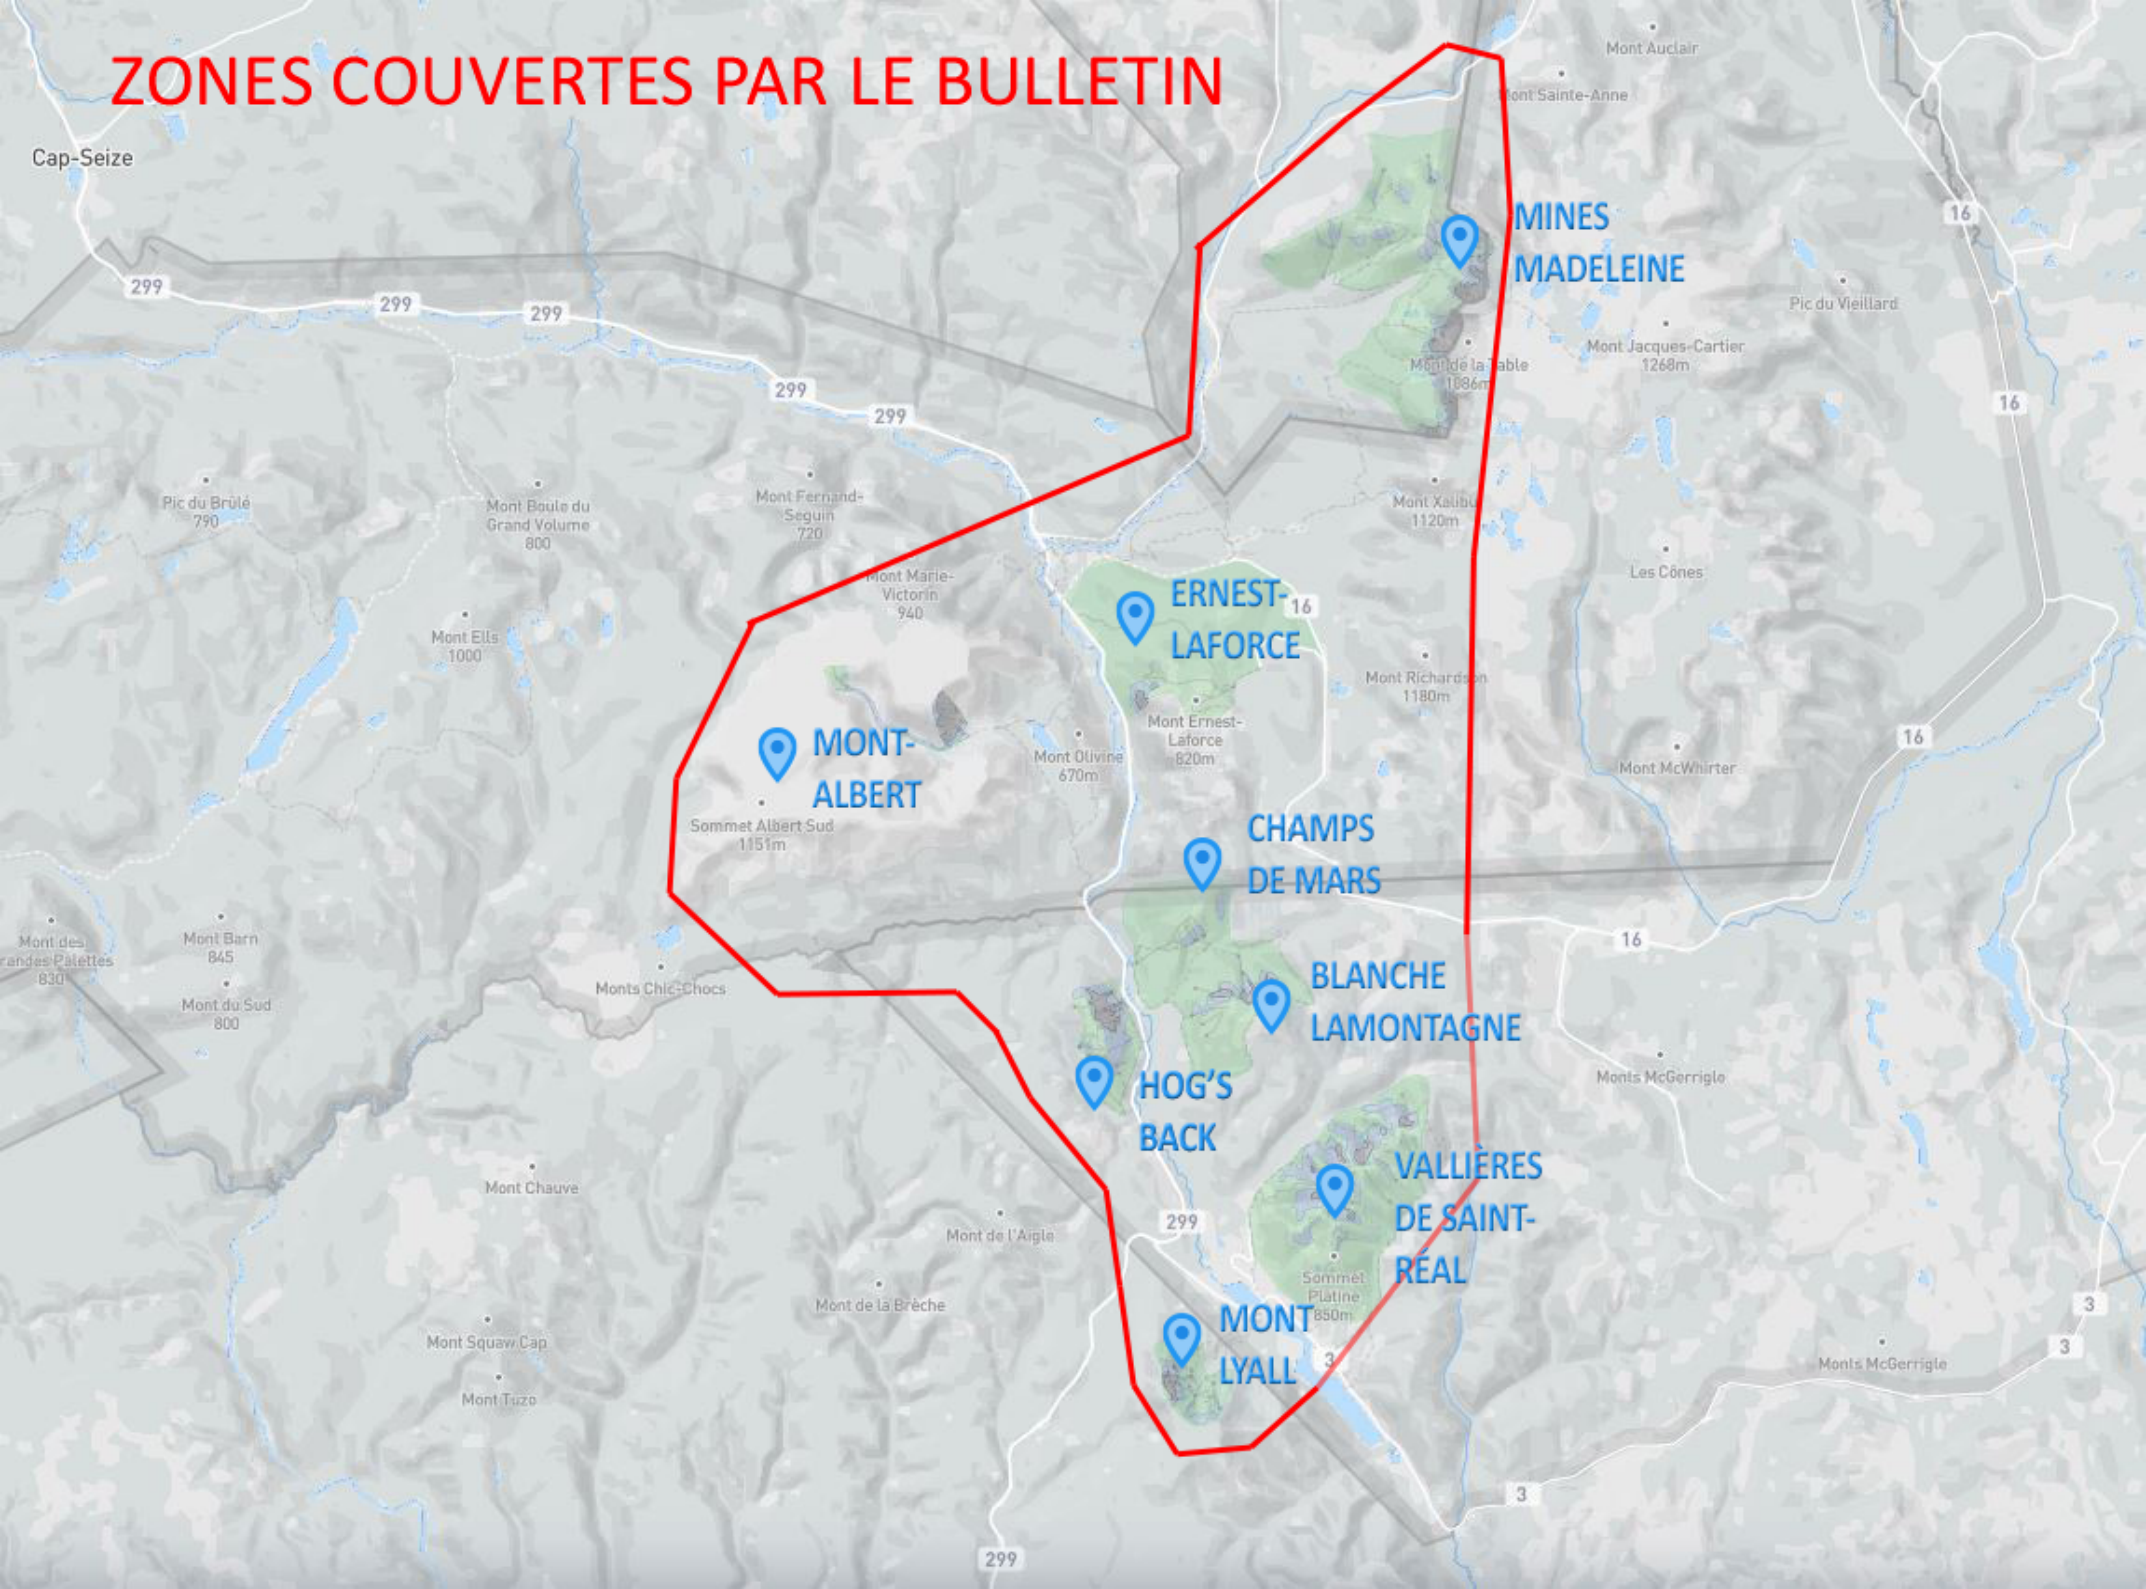 ZONES COUVERTES PAR LE BULLETIN
Mont Auclair
Mont Sainte-Anne
Cap-Seize
MINES
MADELEINE
16
299
299
299
Pic du Vieillard
Mont Jacques-Cartier
1268m
Mont de la Table
1086m
299
299
16
Pic du Brûlé
790
Mont Boule du
Grand Volume
800
Mont Fernand-
Seguin
720
Mont Xalibu
1120m
Les Cônes
Mont Marie-
Victorin
940
ERNEST-
LAFORCE
16
Mont Ells
1000
Mont Richardson
1180m
Mont Ernest-
Laforce
820m
MONT-
ALBERT
Mont Olivine
670m
16
Mont McWhirter
Sommet Albert Sud
1151m
CHAMPS
DE MARS
Mont des
randes Palettes
830
Mont Barn
845
16
Monts Chic-Chocs
BLANCHE
LAMONTAGNE
Mont du Sud
800
HOG'S
BACK
Monts McGerrigle
Mont Chauve
VALLIÈRES
DE SAINT-
RÉAL
299
Mont de l'Aigle
Sommet
Platine
850m
Mont de la Brèche
3
MONT
LYALL
3
Mont Squaw Cap
3
Monts McGerrigle
Mont Tuzo
3
299